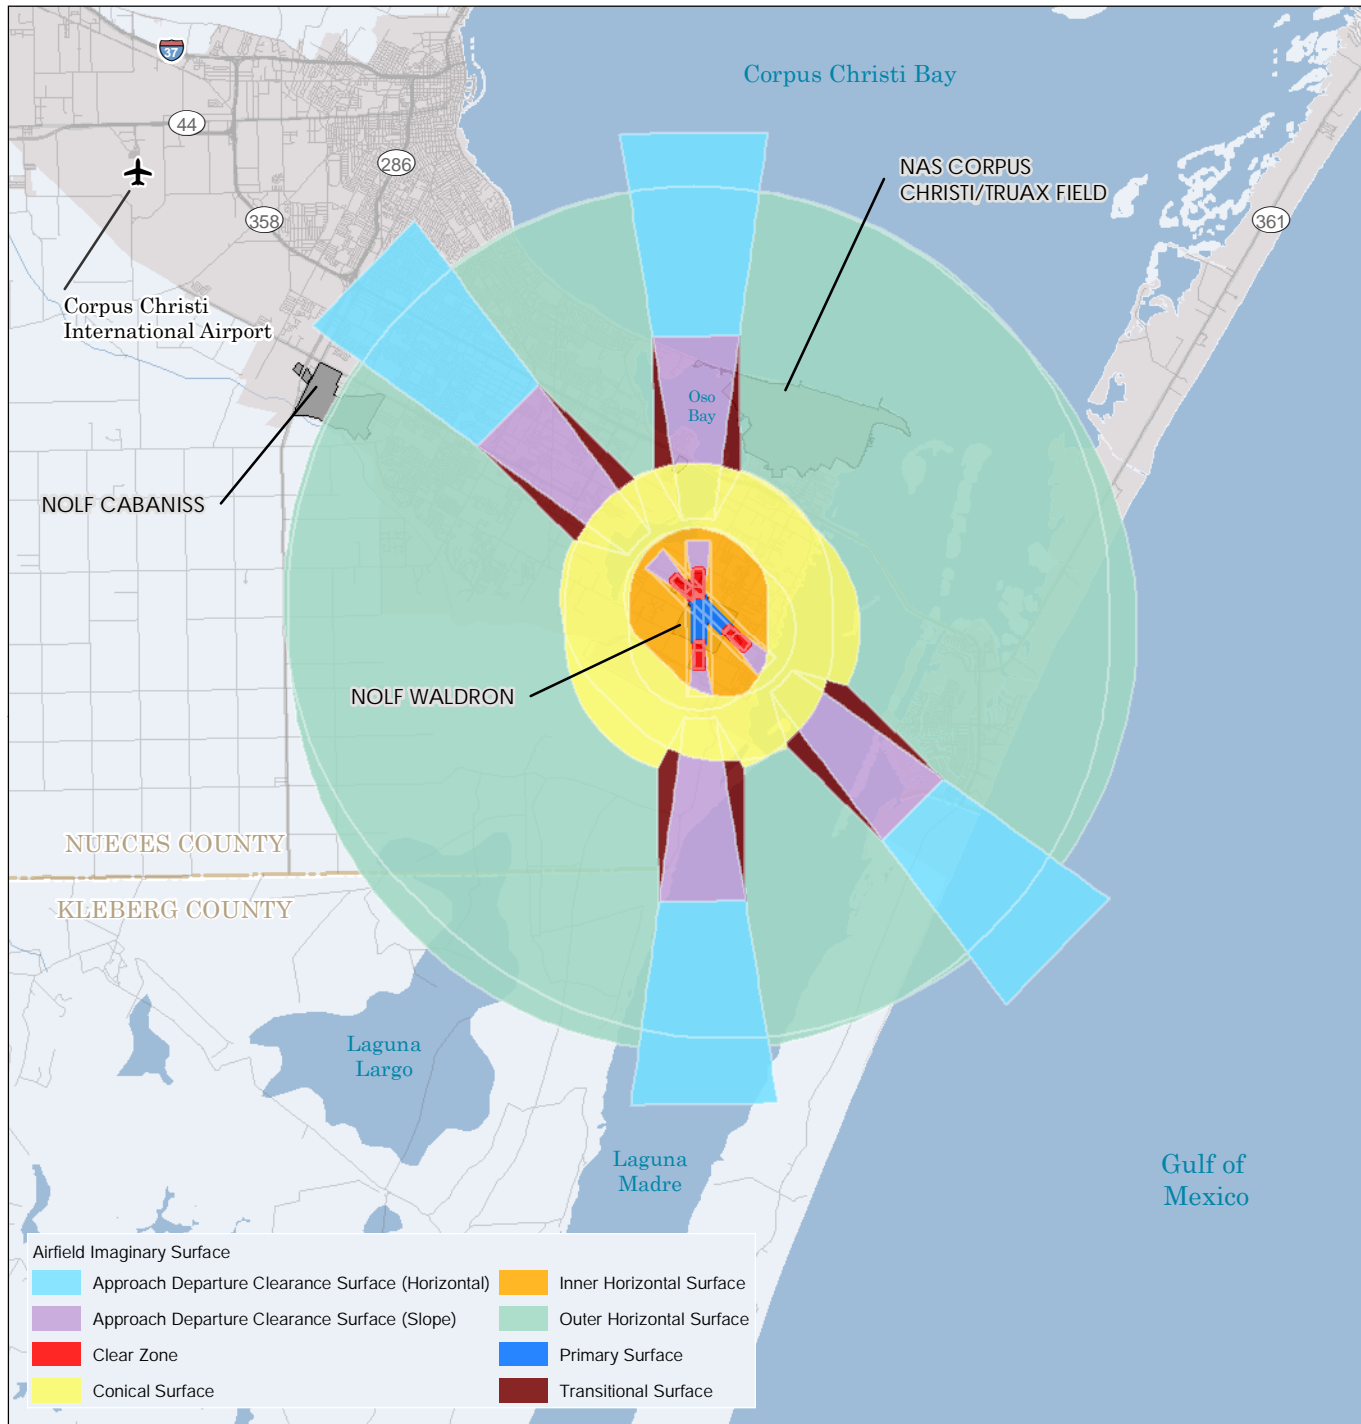 37
Corpus Christi Bay
44
286
NAS CORPUS
CHRISTI/TRUAX FIELD
358
361
Corpus Christi
International Airport
Oso
Bay
NOLF CABANISS
NOLF WALDRON
NUECES COUNTY
KLEBERG COUNTY
Laguna
Largo
Laguna
Madre
Gulf of
Mexico
Airfield Imaginary Surface
Approach Departure Clearance Surface (Horizontal)
Approach Departure Clearance Surface (Slope)
Clear Zone
Conical Surface
Inner Horizontal Surface
Outer Horizontal Surface
Primary Surface
Transitional Surface